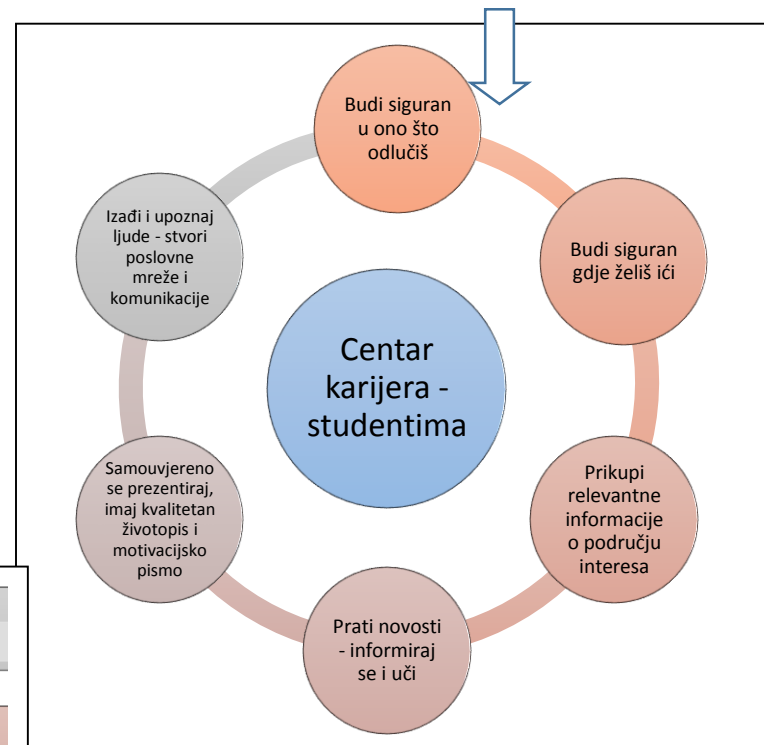 Budi siguran
u ono što
odlučiš
Budi siguran
gdje želiš ići
Prikupi
relevantne
informacije
o području
interesa
Prati novosti
- informiraj
se i uči
Samouvjereno
se prezentiraj,
imaj kvalitetan
životopis i
motivacijsko
pismo
Izađi i upoznaj
ljude - stvori
poslovne
mreže i
komunikacije
Centar
karijera -
studentima